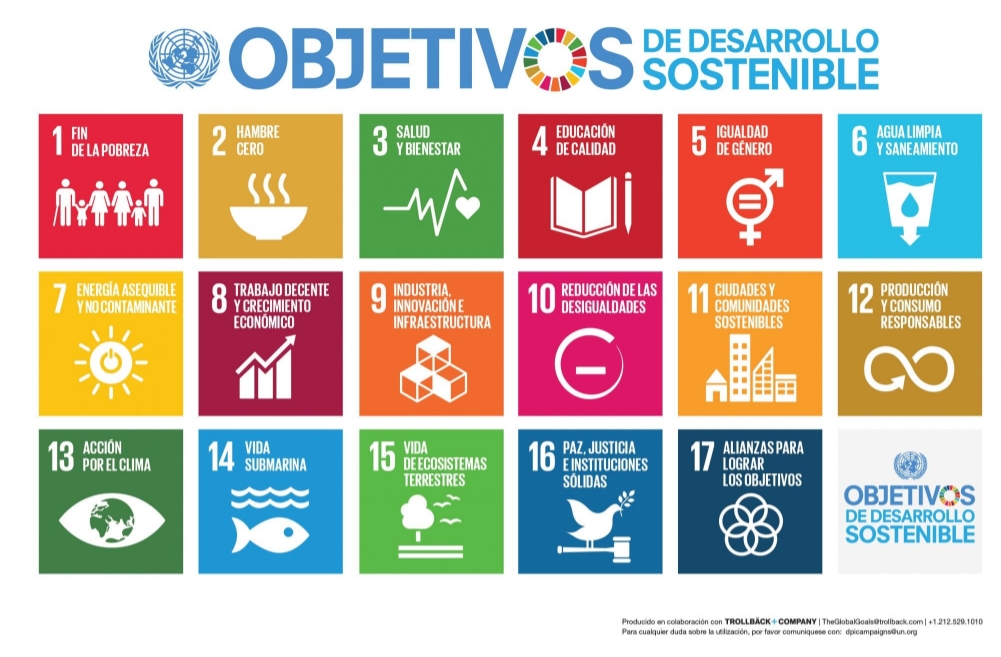 OBJETIVOS
DE DESARROLLO
SOSTENIBLE
1 FIN
DE LA POBREZA
2 HAMBRE
CERO
3 SALUD
Y BIENESTAR
4 EDUCACIÓN
DE CALIDAD
5 IGUALDAD
DE GÉNERO
6 AGUA LIMPIA
Y SANEAMIENTO
7 ENERGÍA ASEQUIBLE
Y NO CONTAMINANTE
8 TRABAJO DECENTE
Y CRECIMIENTO
ECONÓMICO
9 INDUSTRIA,
INNOVACIÓN E
INFRAESTRUCTURA
10 REDUCCIÓN DE LAS
DESIGUALDADES
11 CIUDADES Y
COMUNIDADES
SOSTENIBLES
12 PRODUCCIÓN
Y CONSUMO
RESPONSABLES
13 ACCIÓN
POR EL CLIMA
14 VIDA
SUBMARINA
15 VIDA
DE ECOSISTEMAS
TERRESTRES
16 PAZ, JUSTICIA
E INSTITUCIONES
SÓLIDAS
17 ALIANZAS PARA
LOGRAR
LOS OBJETIVOS
OBJETIVOS
DE DESARROLLO
SOSTENIBLE
Producido en colaboración con TROLLBÄCK+COMPANY | TheGlobalGoals@trollback.com | +1.212.529.1010
Para cualquier duda sobre la utilización, por favor comuniquese con: dpicampaigns@un.org